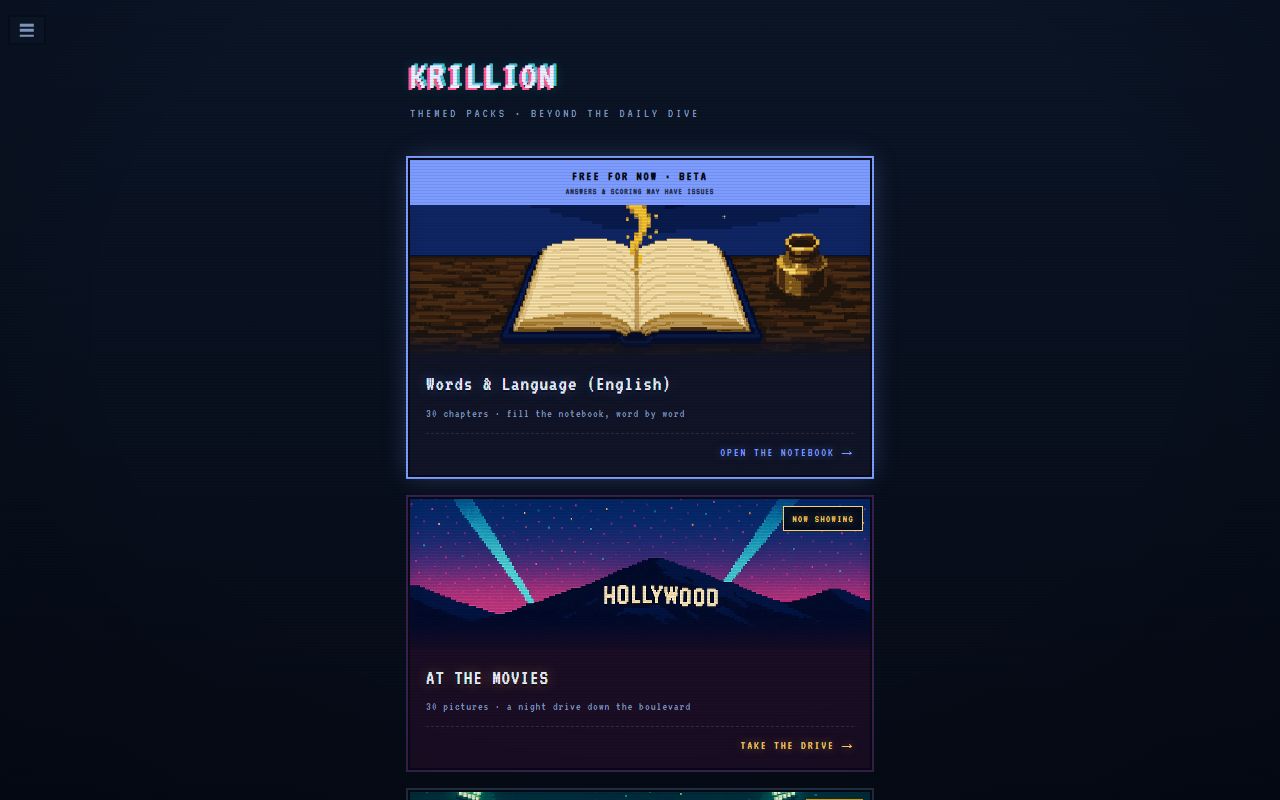 KRILLION
THEMED PACKS · BEYOND THE DAILY DIVE
FREE FOR NOW · BETA
ANSWERS & SCORING MAY HAVE ISSUES
Words & Language (English)
30 chapters · fill the notebook, word by word
OPEN THE NOTEBOOK →
NOW SHOWING
HOLLYWOOD
AT THE MOVIES
30 pictures · a night drive down the boulevard
TAKE THE DRIVE →